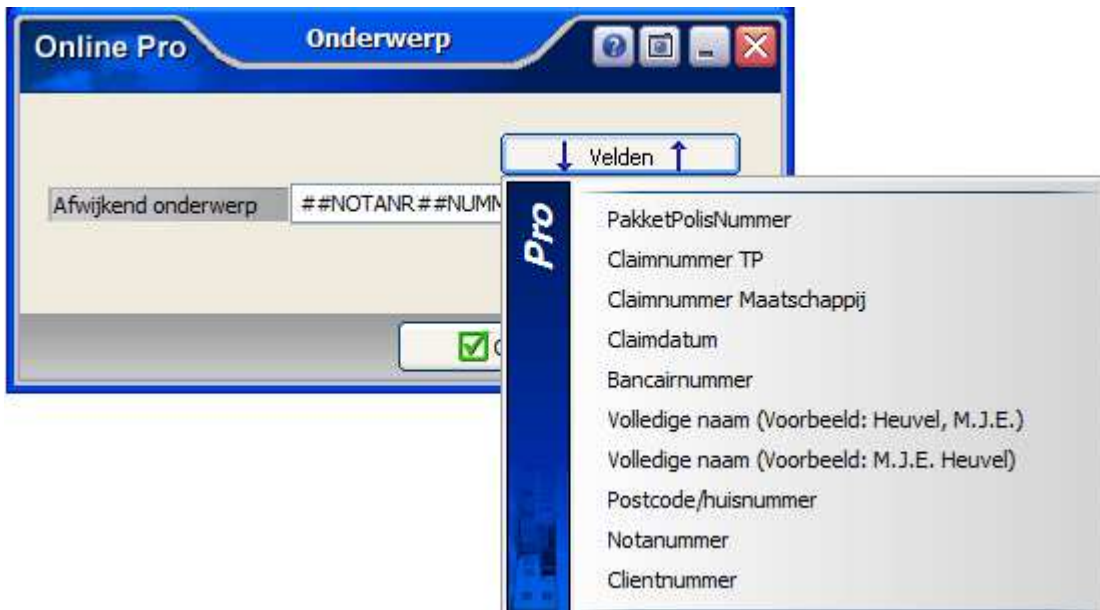 Online Pro
Onderwerp
Velden
Afwijkend onderwerp
##NOTANR##NUMM
Pro
PakketPolisNummer
Claimnummer TP
Claimnummer Maatschappij
Claimdatum
Bancairnummer
Volledige naam (Voorbeeld: Heuvel, M.J.E.)
Volledige naam (Voorbeeld: M.J.E. Heuvel)
Postcode/huisnummer
Notanummer
Clientnummer